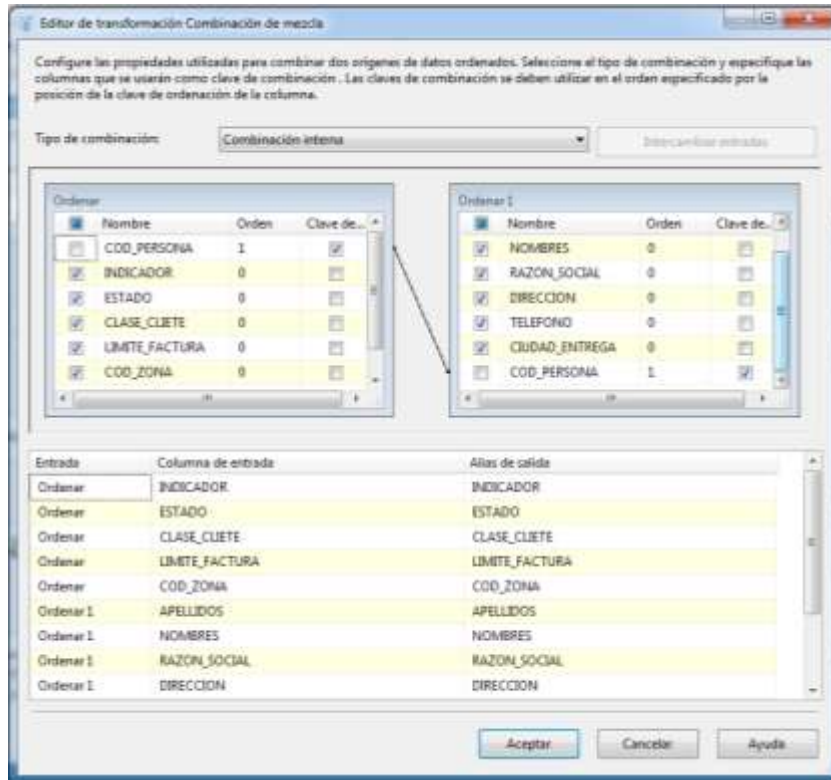 Editor de transformación Combinación de mezcla
Configure las propiedades utilizadas para combinar dos orígenes de datos ordenados. Seleccione el tipo de combinación y especifique las
columnas que se usarán como clave de combinación . Las claves de combinación se deben utilizar en el orden especificado por la
posición de la clave de ordenación de la columna.
Tipo de combinación: Combinación interna Intercambiar entradas
Ordenar
Nombre Orden Clave de...
COD_PERSONA 1
INDICADOR 0
ESTADO 0
CLASE_CLIETE 0
LIMITE_FACTURA 0
COD_ZONA 0
Ordenar 1
Nombre Orden Clave de...
NOMBRES 0
RAZON_SOCIAL 0
DIRECCION 0
TELEFONO 0
CIUDAD_ENTREGA 0
COD_PERSONA 1
Entrada Columna de entrada Alias de salida
Ordenar INDICADOR INDICADOR
Ordenar ESTADO ESTADO
Ordenar CLASE_CLIETE CLASE_CLIETE
Ordenar LIMITE_FACTURA LIMITE_FACTURA
Ordenar COD_ZONA COD_ZONA
Ordenar 1 APELLIDOS APELLIDOS
Ordenar 1 NOMBRES NOMBRES
Ordenar 1 RAZON_SOCIAL RAZON_SOCIAL
Ordenar 1 DIRECCION DIRECCION
Aceptar Cancelar Ayuda